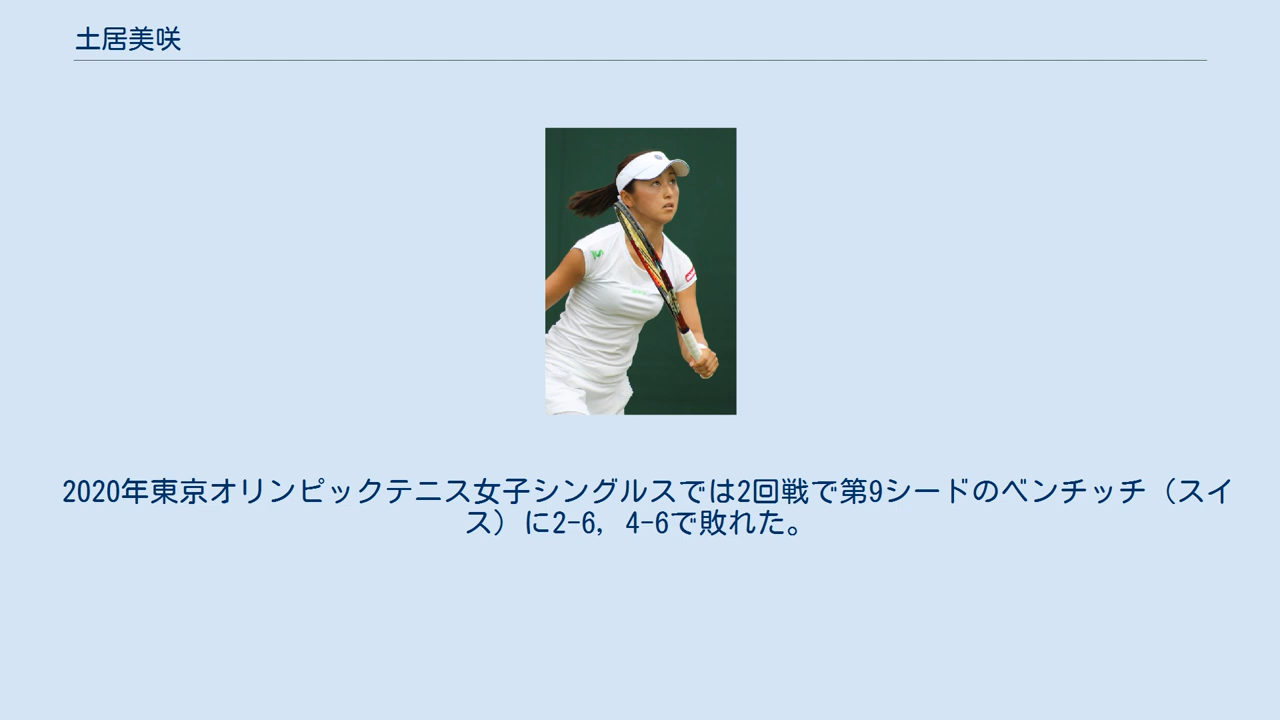 土居美咲
2020年東京オリンピックテニス女子シングルスでは2回戦で第9シードのベンチッチ（スイ
ス）に2-6, 4-6で敗れた。